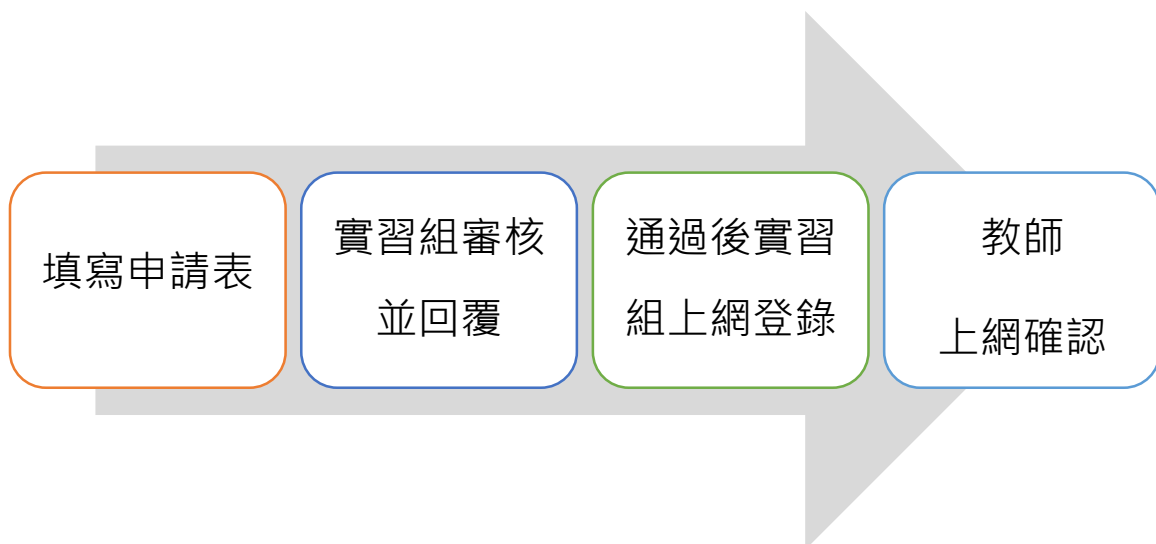 填寫申請表
實習組審核
並回覆
通過後實習
組上網登錄
教師
上網確認